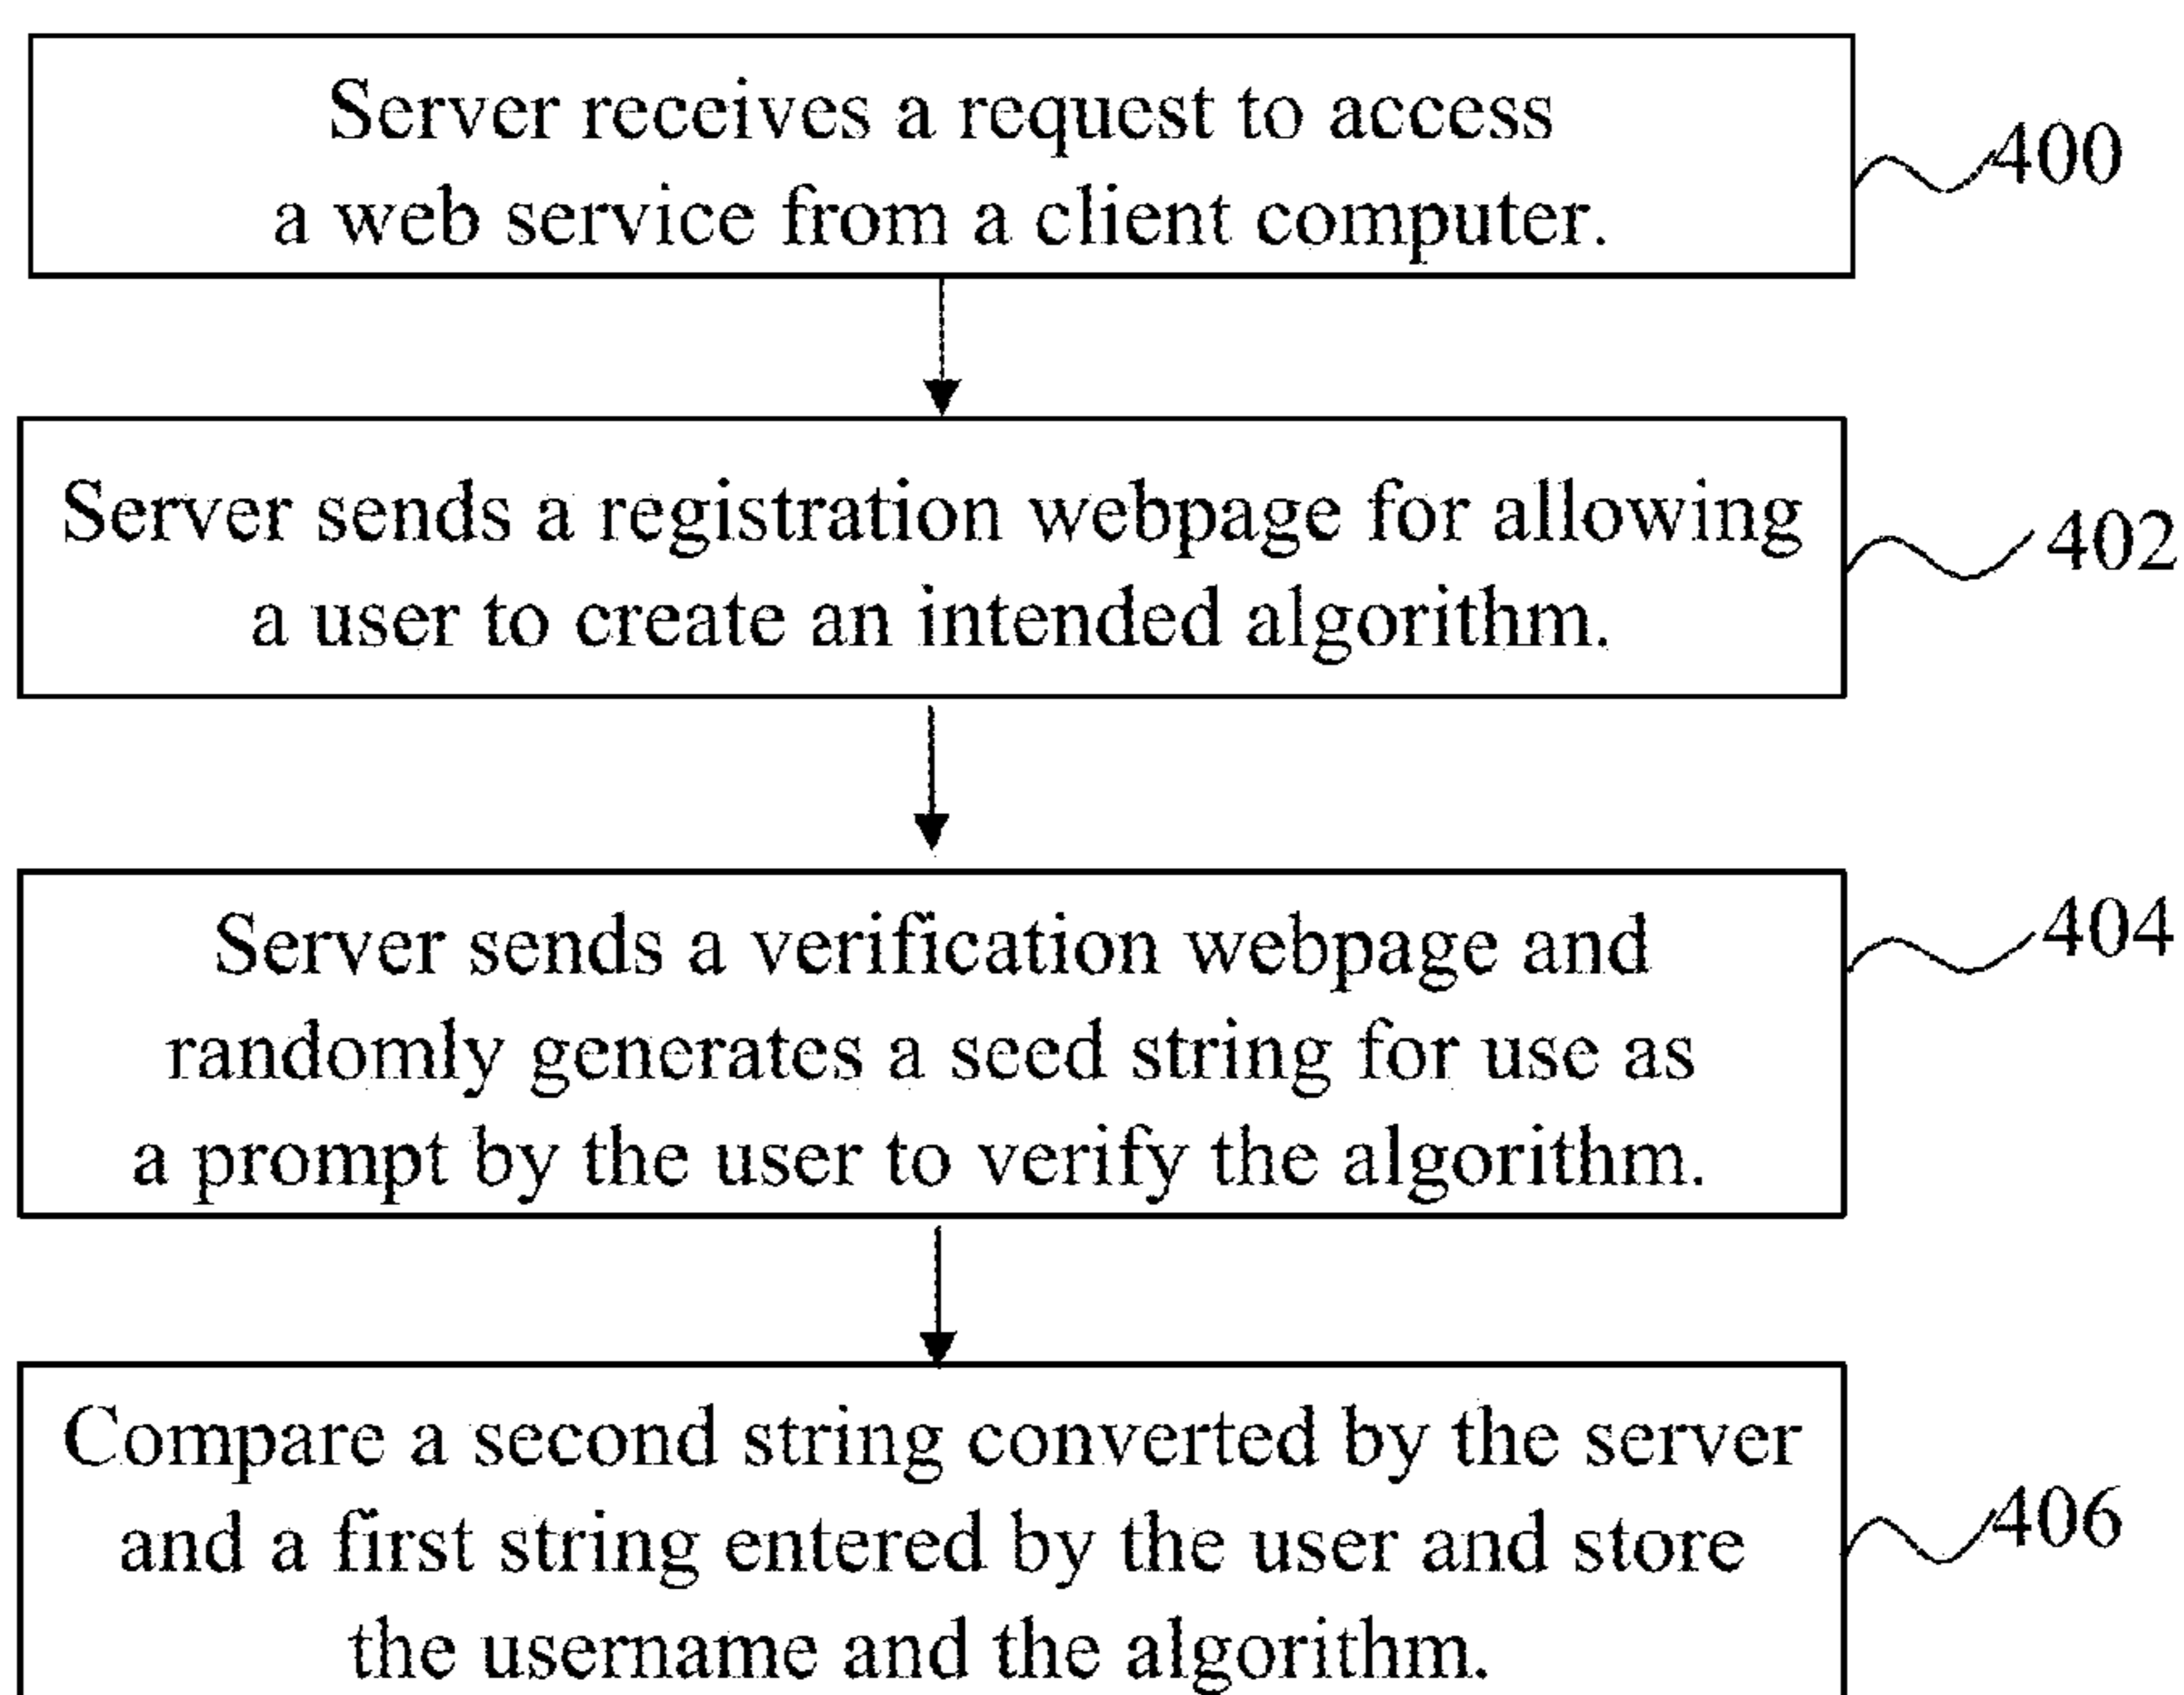 Server receives a request to access
a web service from a client computer.
400
Server sends a registration webpage for allowing
a user to create an intended algorithm.
402
Server sends a verification webpage and
randomly generates a seed string for use as
a prompt by the user to verify the algorithm.
404
Compare a second string converted by the server
and a first string entered by the user and store
the username and the algorithm.
406